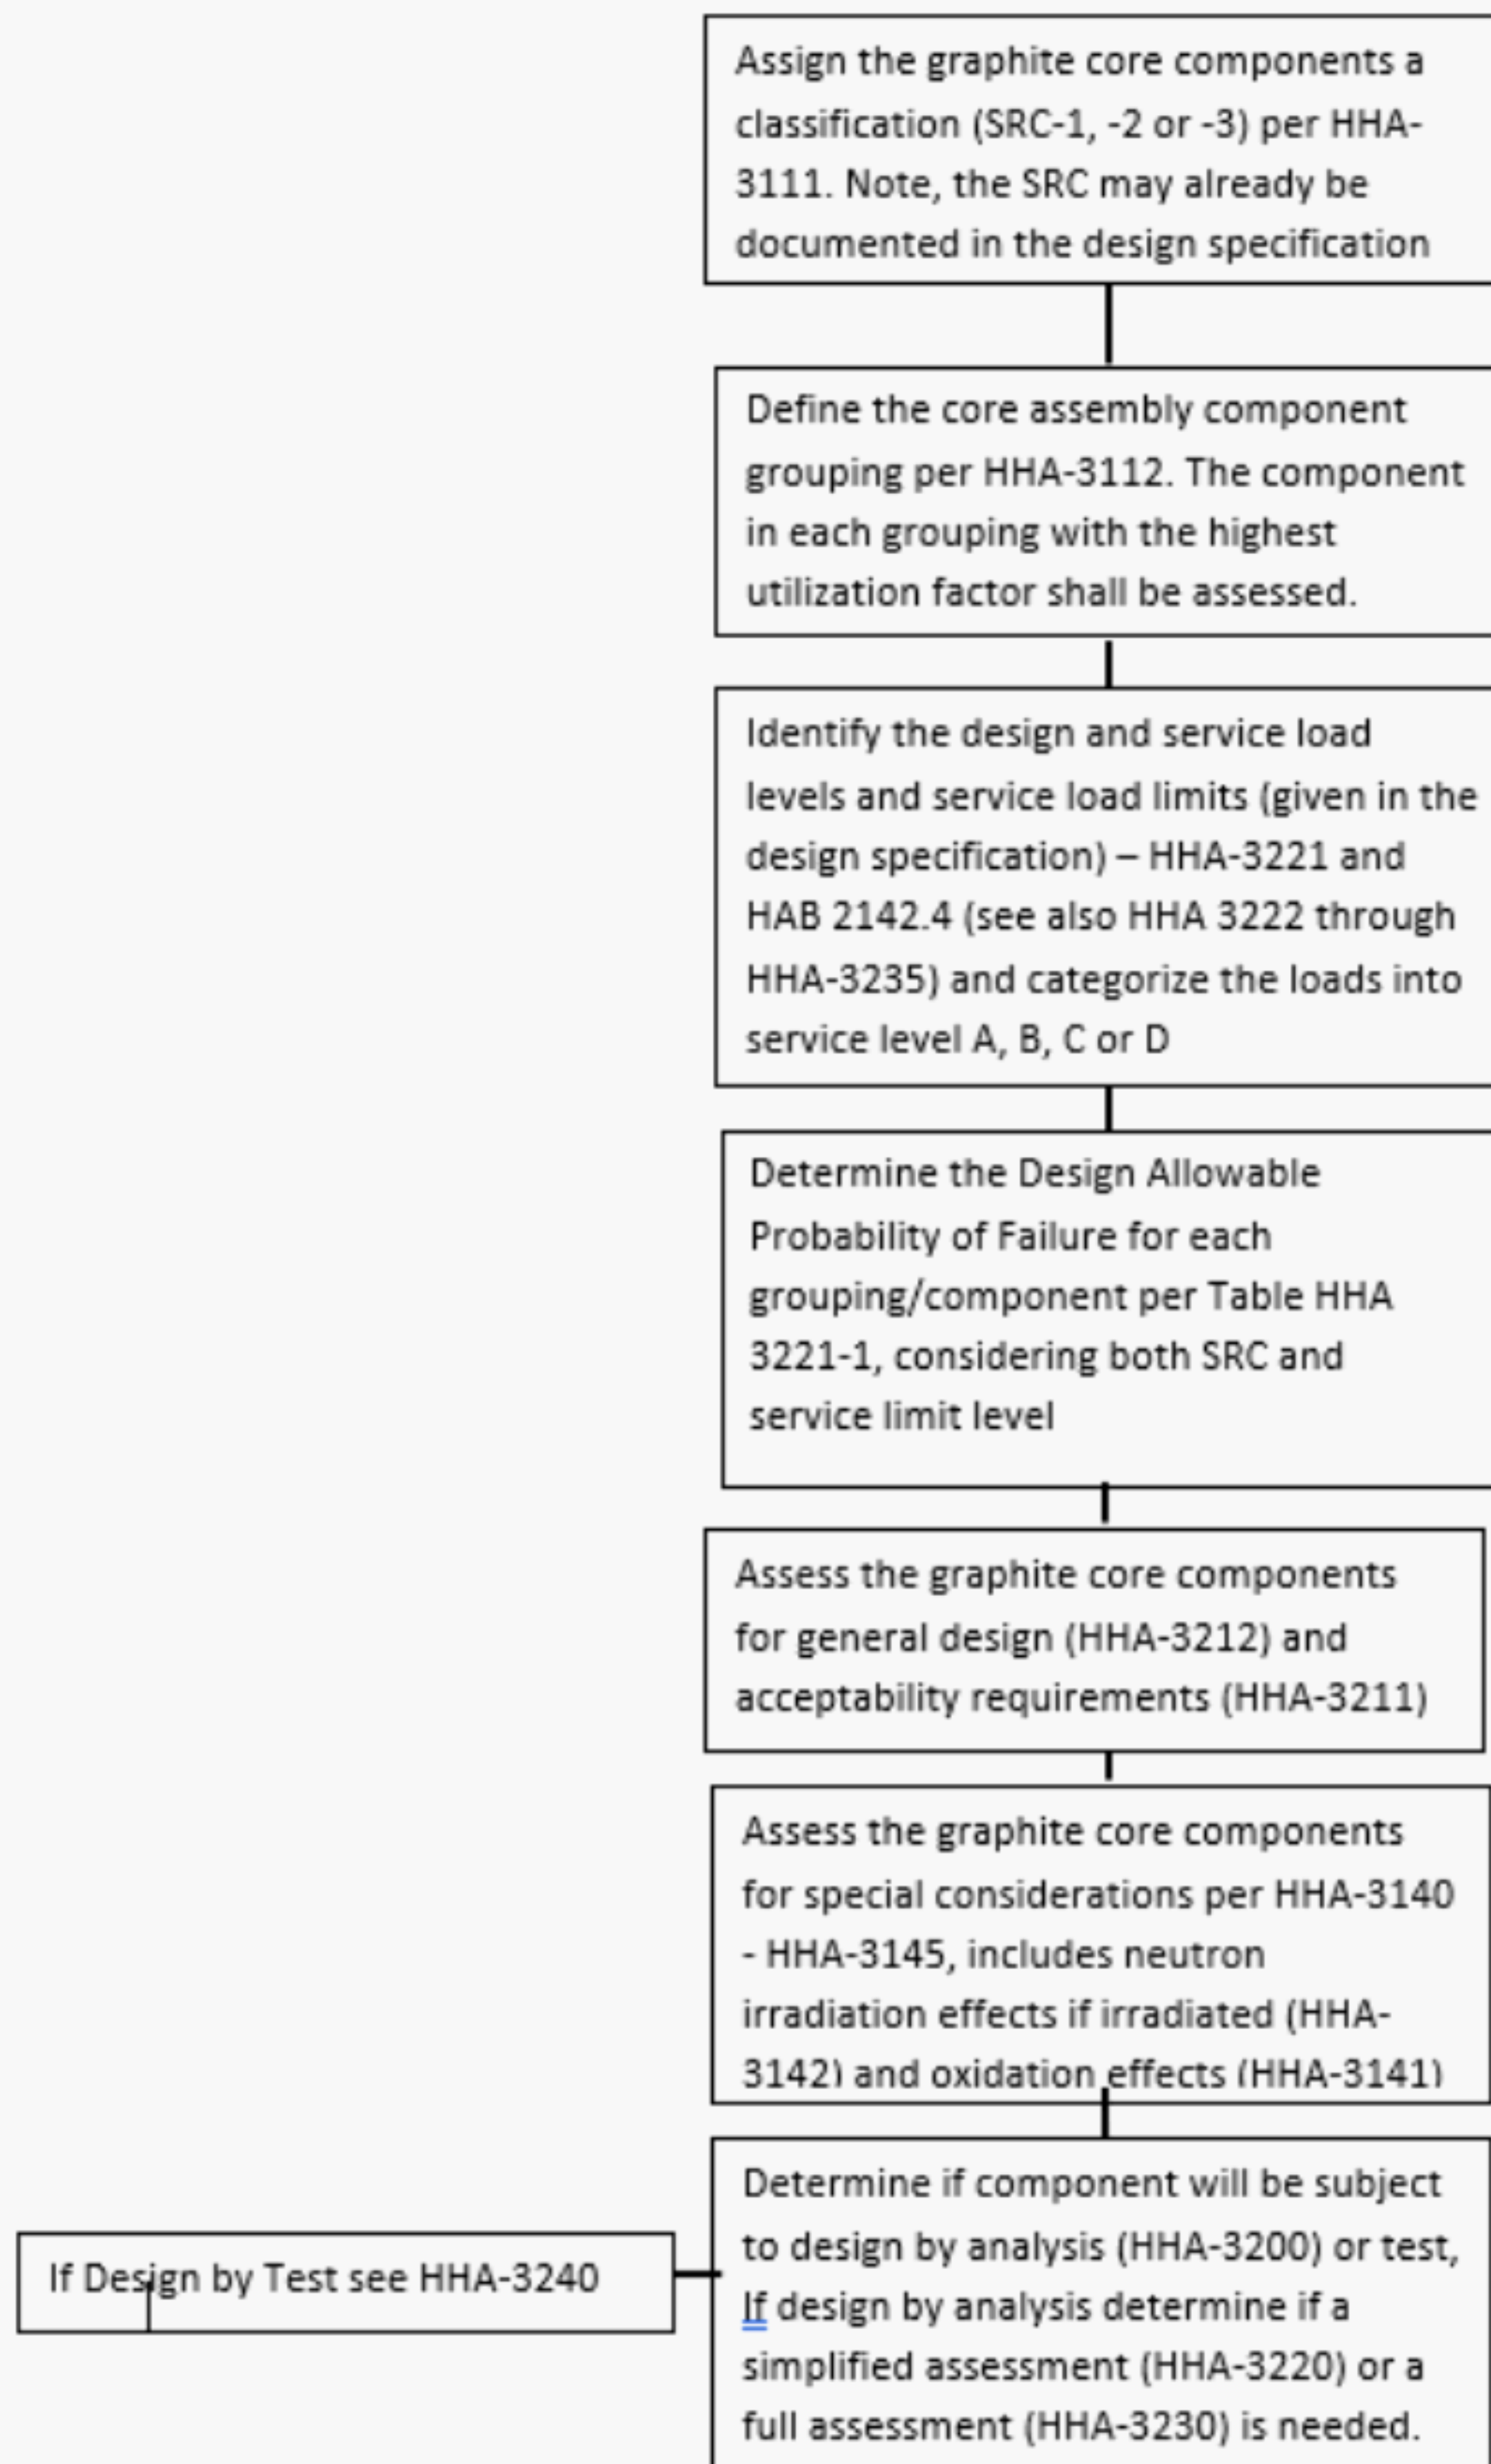 Assign the graphite core components a
classification (SRC-1, -2 or -3) per HHA-
3111. Note, the SRC may already be
documented in the design specification
Define the core assembly component
grouping per HHA-3112. The component
in each grouping with the highest
utilization factor shall be assessed.
Identify the design and service load
levels and service load limits (given in the
design specification) – HHA-3221 and
HAB 2142.4 (see also HHA 3222 through
HHA-3235) and categorize the loads into
service level A, B, C or D
Determine the Design Allowable
Probability of Failure for each
grouping/component per Table HHA
3221-1, considering both SRC and
service limit level
Assess the graphite core components
for general design (HHA-3212) and
acceptability requirements (HHA-3211)
Assess the graphite core components
for special considerations per HHA-3140
- HHA-3145, includes neutron
irradiation effects if irradiated (HHA-
3142) and oxidation effects (HHA-3141)
If Design by Test see HHA-3240
Determine if component will be subject
to design by analysis (HHA-3200) or test,
If design by analysis determine if a
simplified assessment (HHA-3220) or a
full assessment (HHA-3230) is needed.